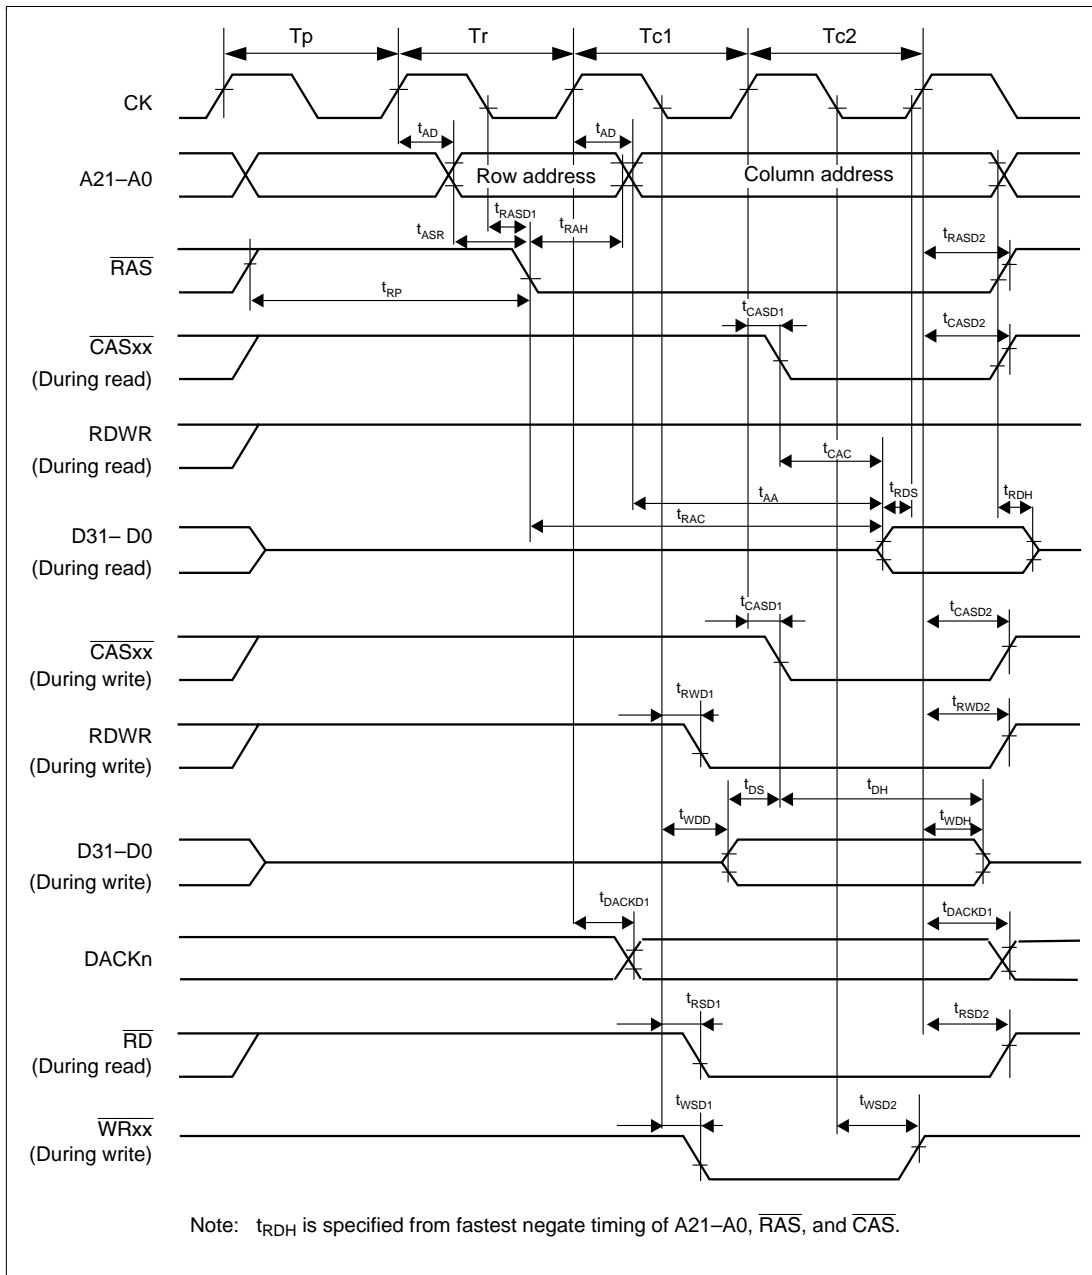 Tp Tr Tc1 Tc2
CK
tAD tAD
A21–A0 Row address Column address
tRASD1
tASR tRAH tRASD2
RAS
tRP
tCASD1 tCASD2
CASxx
(During read)
RDWR
(During read)
tCAC
tRDS tRDH
tAA
tRAC
D31– D0
(During read)
tCASD1 tCASD2
CASxx
(During write)
tRWD1 tRWD2
RDWR
(During write)
tDS tDH
tWDD tWDH
D31–D0
(During write)
tDACKD1 tDACKD1
DACKn
tRSD1 tRSD2
RD
(During read)
tWSD1 tWSD2
WRxx
(During write)
Note: tRDH is specified from fastest negate timing of A21–A0, RAS, and CAS.